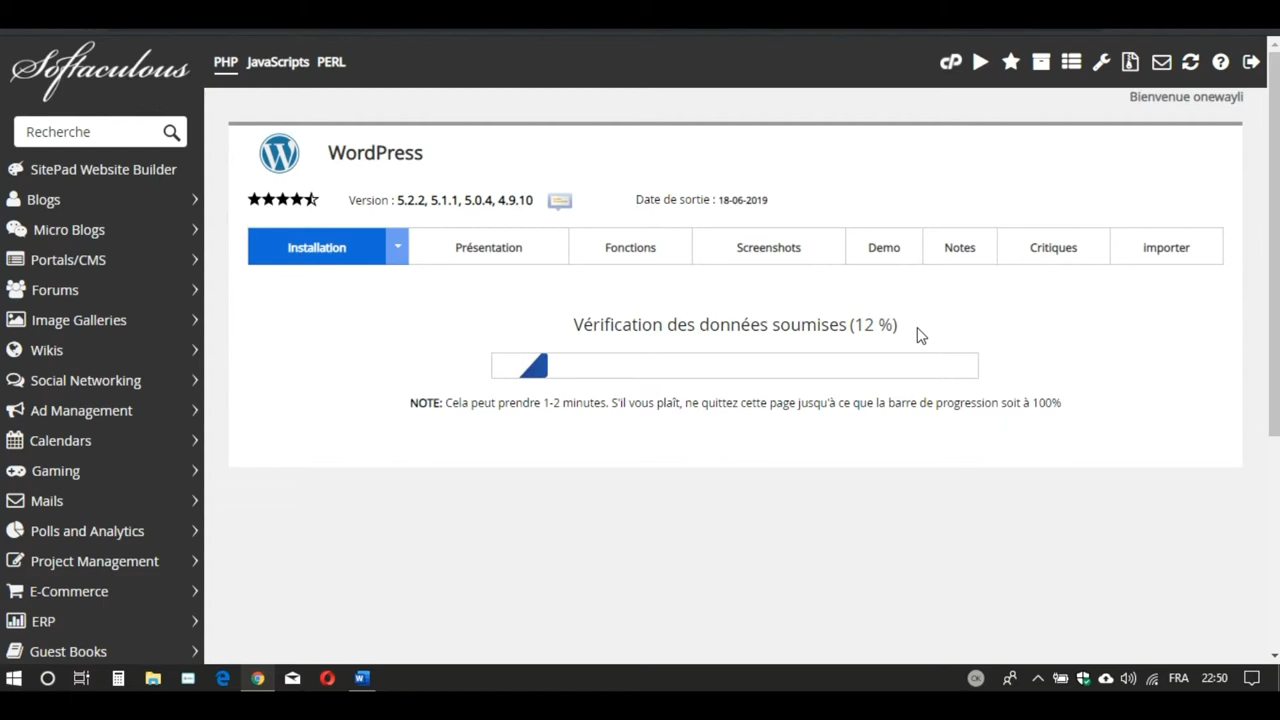 Softaculous
PHP JavaScripts PERL
cP
Bienvenue onewayli
Recherche
SitePad Website Builder
Blogs
Micro Blogs
Portals/CMS
Forums
Image Galleries
Wikis
Social Networking
Ad Management
Calendars
Gaming
Mails
Polls and Analytics
Project Management
E-Commerce
ERP
Guest Books
WordPress
Version : 5.2.2, 5.1.1, 5.0.4, 4.9.10
Date de sortie : 18-06-2019
Installation Présentation Fonctions Screenshots Demo Notes Critiques importer
Vérification des données soumises (12 %)
NOTE: Cela peut prendre 1-2 minutes. S'il vous plaît, ne quittez cette page jusqu'à ce que la barre de progression soit à 100%
FRA 22:50